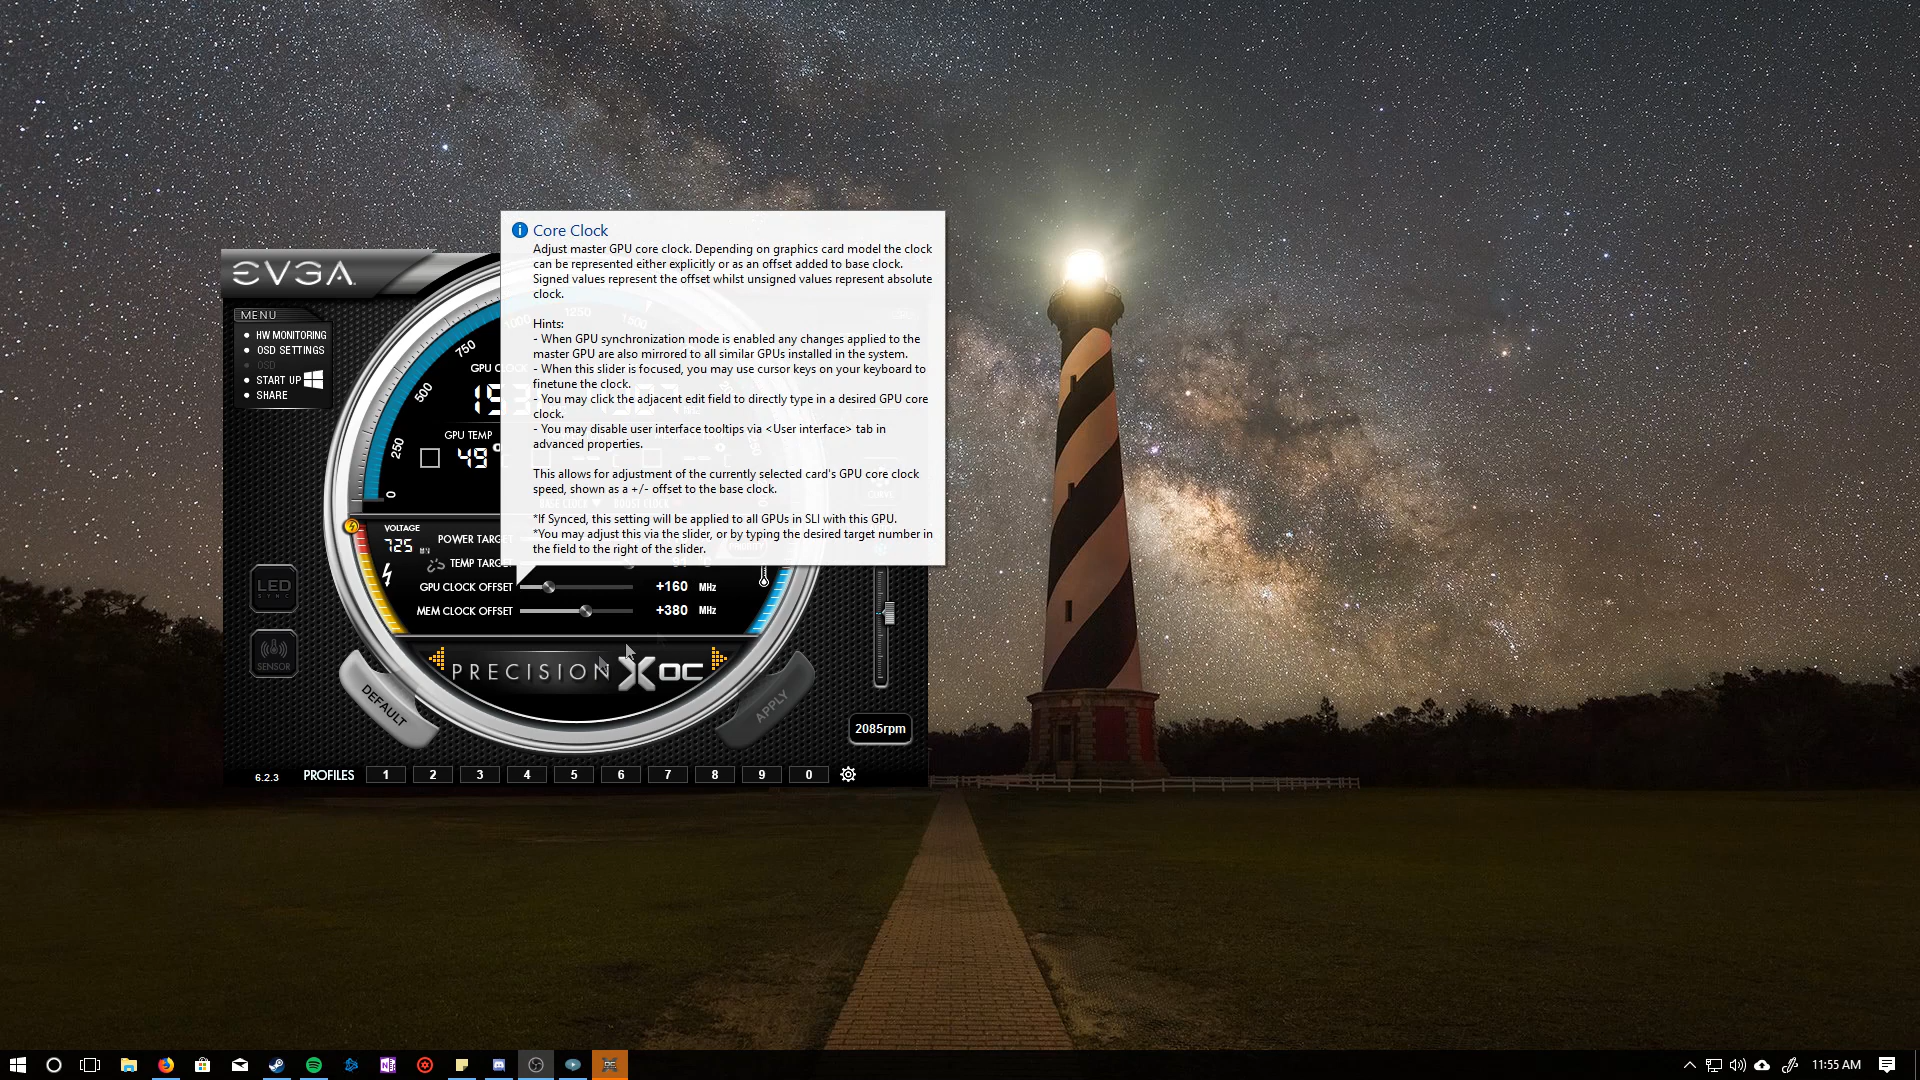 Core Clock
Adjust master GPU core clock. Depending on graphics card model the clock
can be represented either explicitly or as an offset added to base clock.
Signed values represent the offset whilst unsigned values represent absolute
clock.
Hints:
- When GPU synchronization mode is enabled any changes applied to the
master GPU are also mirrored to all similar GPUs installed in the system.
- When this slider is focused, you may use cursor keys on your keyboard to
finetune the clock.
- You may click the adjacent edit field to directly type in a desired GPU core
clock.
- You may disable user interface tooltips via <User interface> tab in
advanced properties.
This allows for adjustment of the currently selected card's GPU core clock
speed, shown as a +/- offset to the base clock.
*If Synced, this setting will be applied to all GPUs in SLI with this GPU.
*You may adjust this via the slider, or by typing the desired target number in
the field to the right of the slider.
EVGA
MENU
HW MONITORING
OSD SETTINGS
OSD
START UP
SHARE
0
250
500
750
1000
1250
1500
GPU CLOCK
GPU TEMP
49°
VOLTAGE
725 mV
POWER TARGET
TEMP TARGET
GPU CLOCK OFFSET +160 MHz
MEM CLOCK OFFSET +380 MHz
LED
SYNC
SENSOR
PRECISION XOC
DEFAULT
APPLY
2085rpm
6.2.3 PROFILES 1 2 3 4 5 6 7 8 9 0
11:55 AM